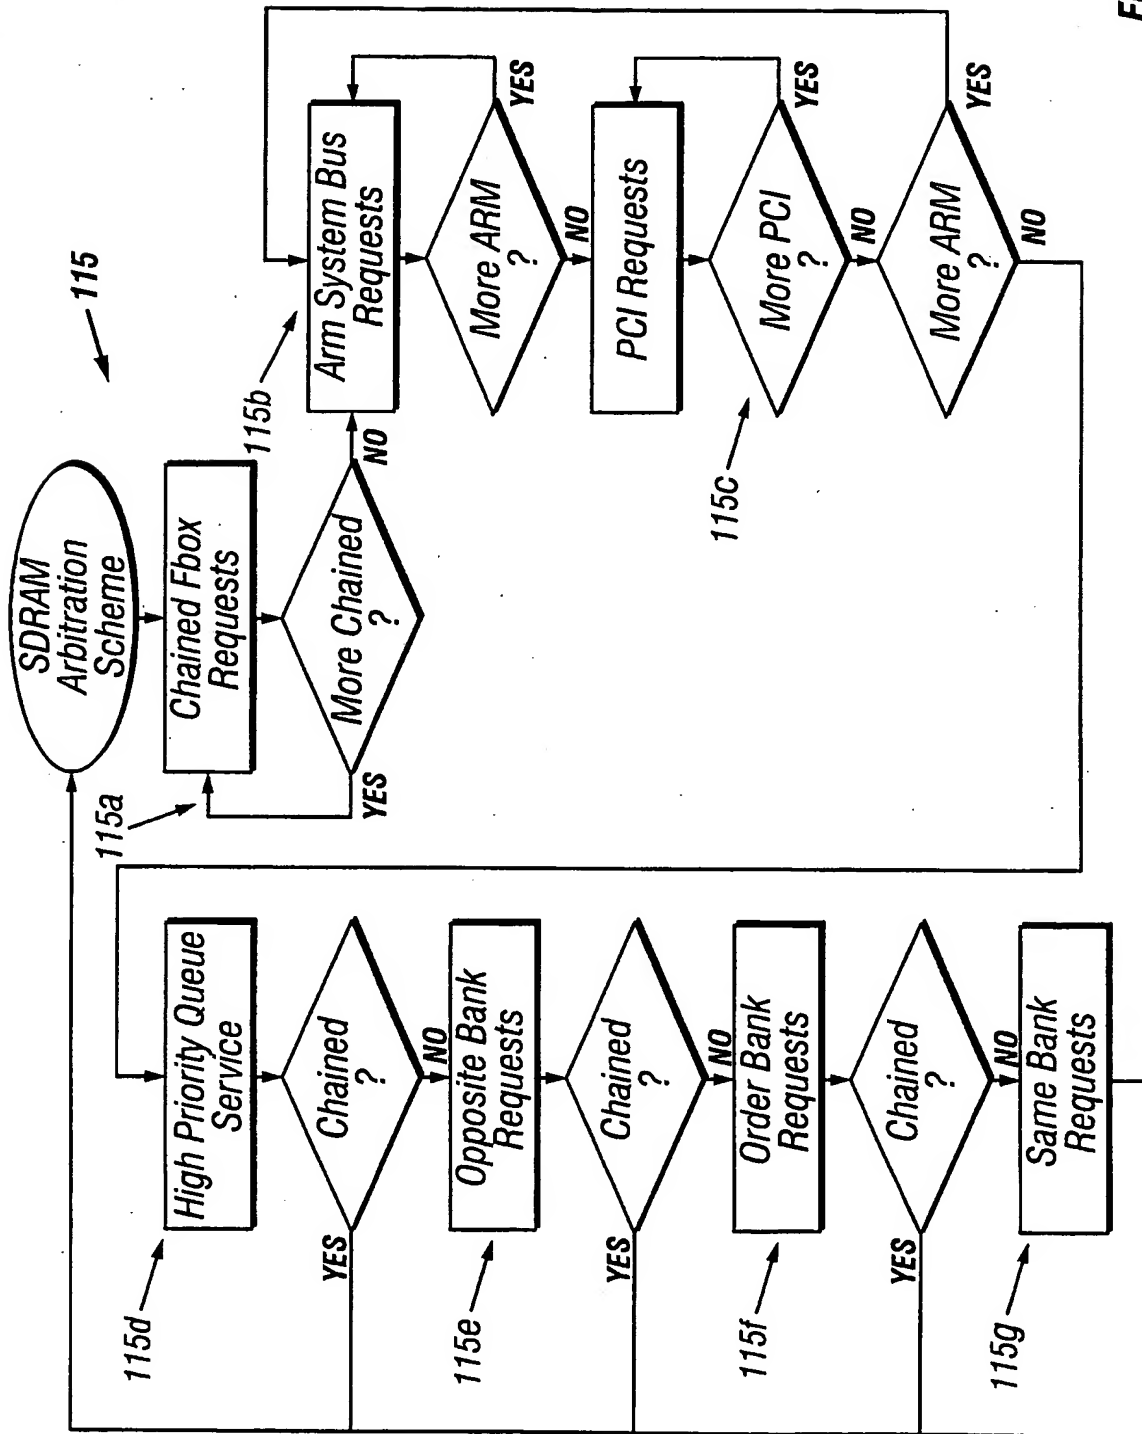 115
SDRAM
Arbitration
Scheme
115a
Chained Fbox
Requests
More Chained
?
YES
NO
115b
Arm System Bus
Requests
More ARM
?
YES
NO
PCI Requests
115c
More PCI
?
YES
NO
More ARM
?
YES
NO
115d
High Priority Queue
Service
Chained
?
YES
NO
115e
Opposite Bank
Requests
Chained
?
YES
NO
115f
Order Bank
Requests
Chained
?
YES
NO
115g
Same Bank
Requests